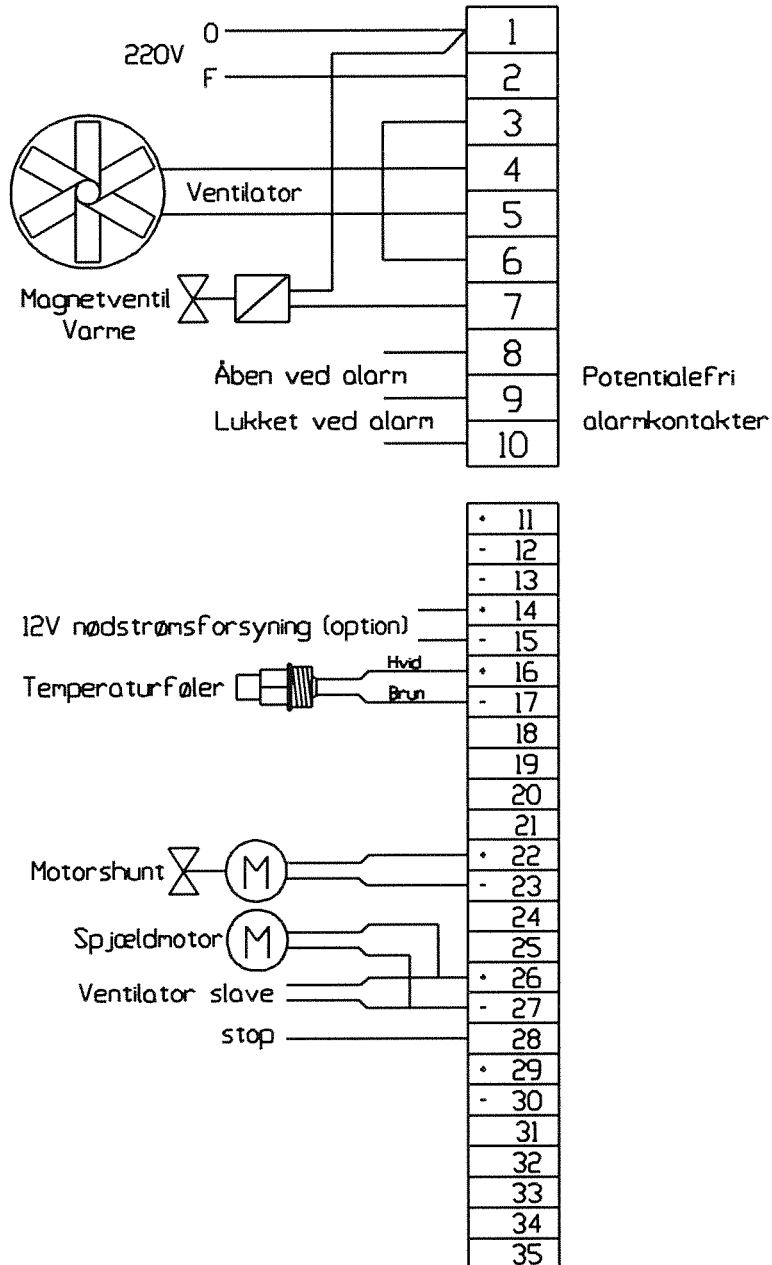 0
1
220V
F
2
3
4
Ventilator
5
6
Magnetventil
Varme
7
8
Åben ved alarm
Potentialefri
9
Lukket ved alarm
alarmkontakter
10
+ 11
- 12
- 13
+ 14
12V nødstrømsforsyning (option)
- 15
Hvid
+ 16
Temperaturføler
Brun
- 17
18
19
20
21
+ 22
Motorshunt
M
- 23
24
Spjældmotor
M
25
+ 26
Ventilator slave
- 27
stop
28
+ 29
- 30
31
32
33
34
35